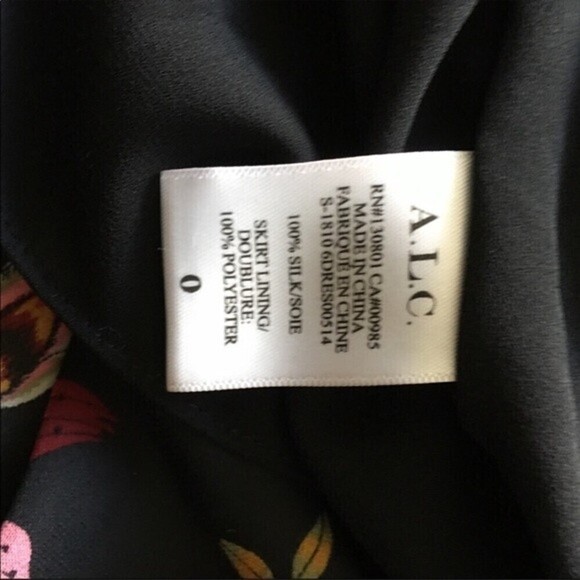 A.L.C.
RN#130801 CA#00985
MADE IN CHINA
FABRIQUÉ EN CHINE
S-1810 6DRES00514
100% SILK/SOIE
SKIRT LINING/
DOUBLURE:
100% POLYESTER
0